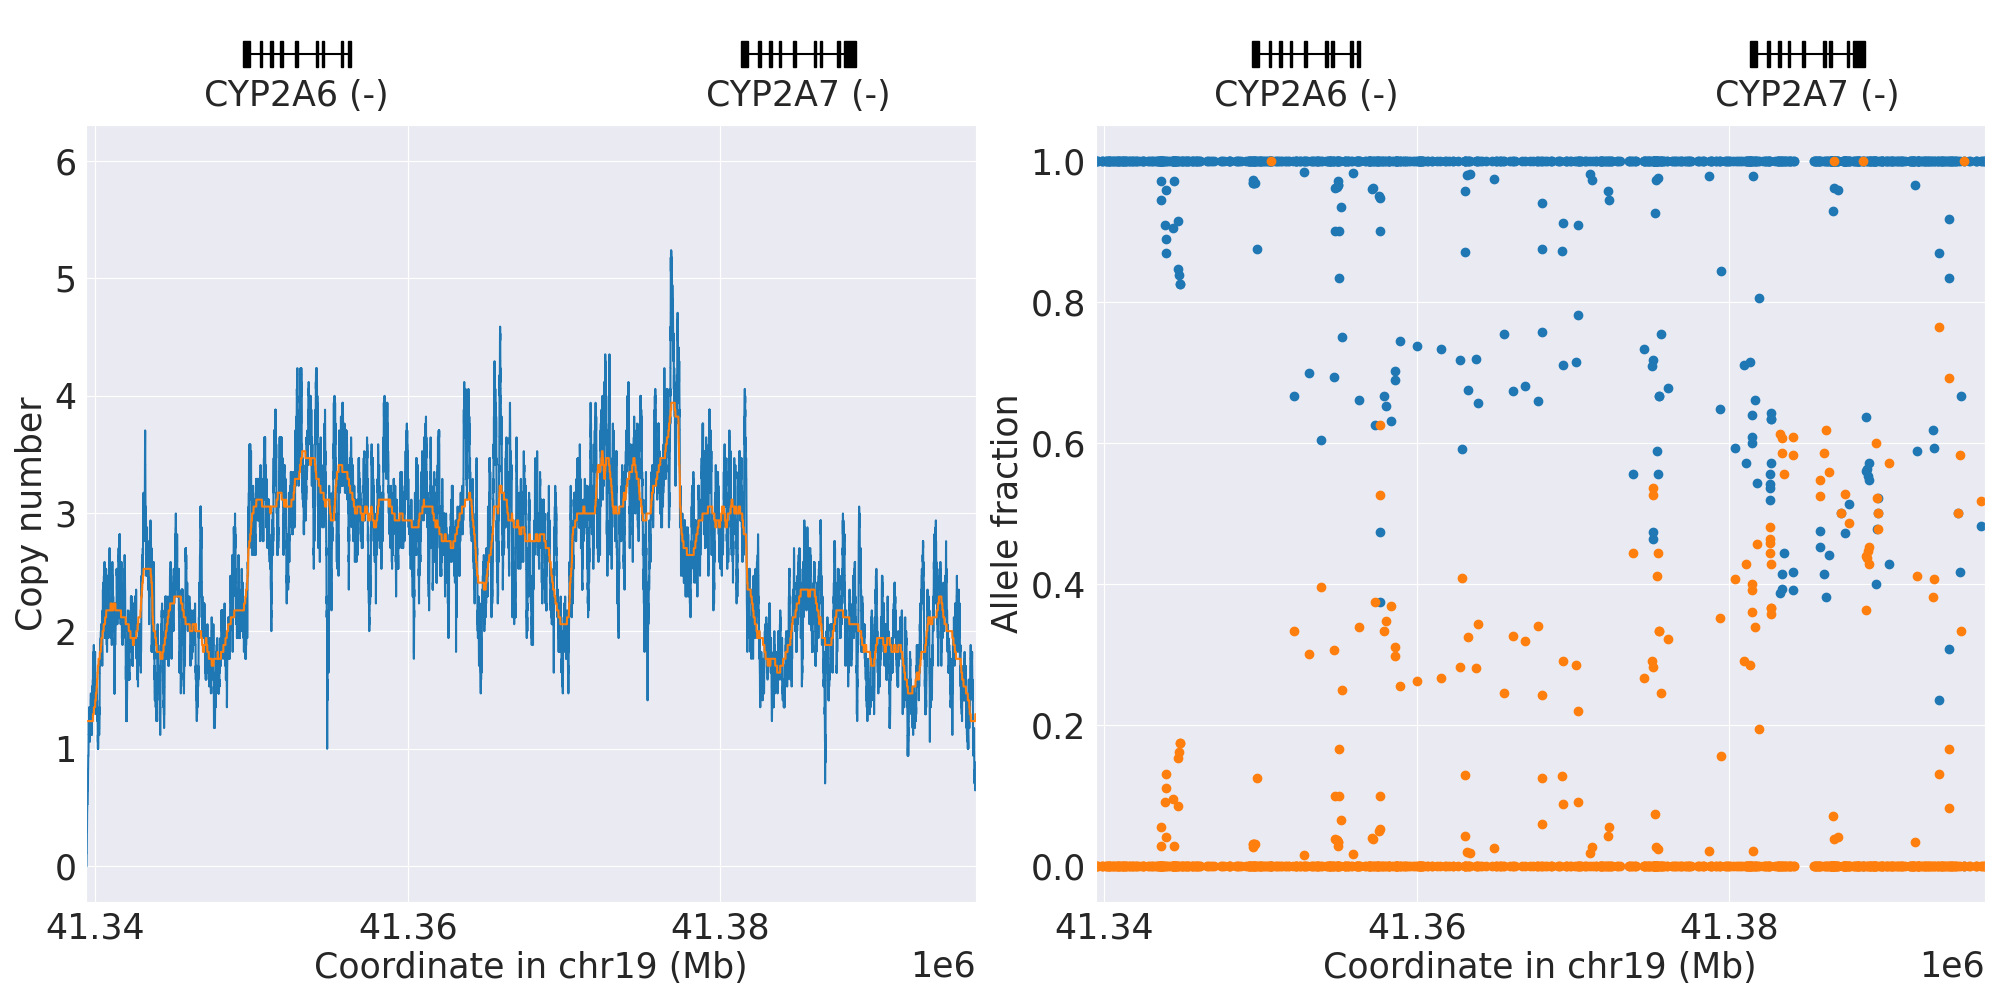 CYP2A6 (-)
CYP2A7 (-)
6
5
4
3
2
1
0
Copy number
41.34
41.36
41.38
Coordinate in chr19 (Mb)
1e6
CYP2A6 (-)
CYP2A7 (-)
1.0
0.8
0.6
0.4
0.2
0.0
Allele fraction
41.34
41.36
41.38
Coordinate in chr19 (Mb)
1e6